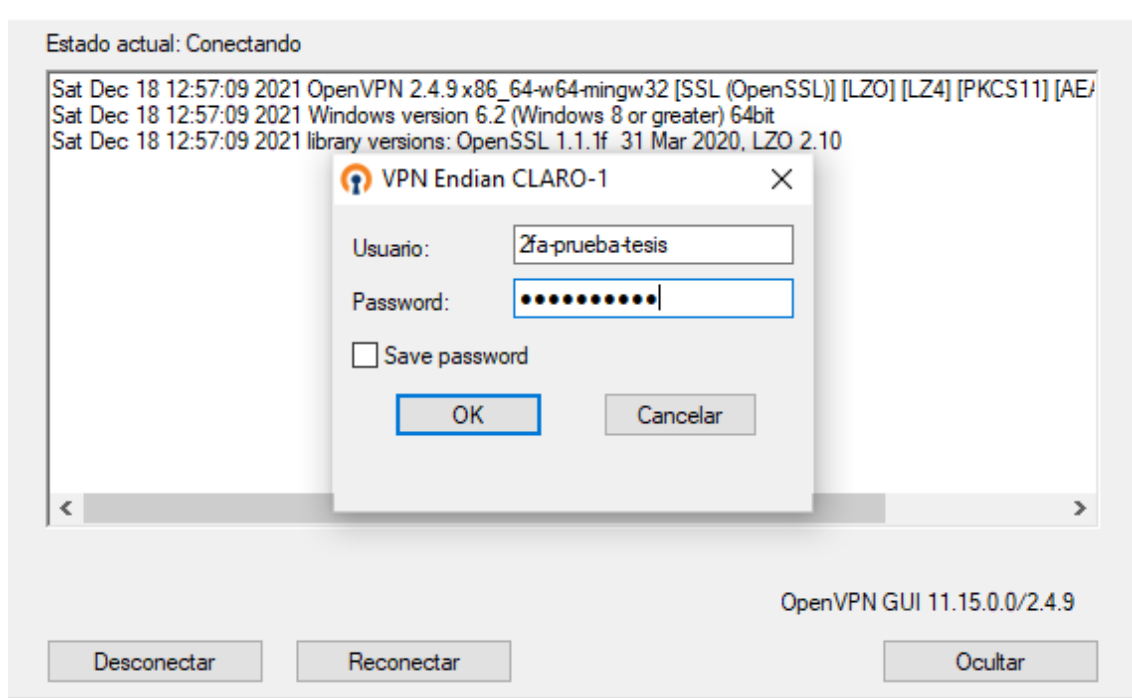 Estado actual: Conectando
Sat Dec 18 12:57:09 2021 OpenVPN 2.4.9 x86_64-w64-mingw32 [SSL (OpenSSL)] [LZO] [LZ4] [PKCS11] [AE
Sat Dec 18 12:57:09 2021 Windows version 6.2 (Windows 8 or greater) 64bit
Sat Dec 18 12:57:09 2021 library versions: OpenSSL 1.1.1f 31 Mar 2020, LZO 2.10
VPN Endian CLARO-1
Usuario: 2fa-prueba-tesis
Password: ●●●●●●●●●●
Save password
OK Cancelar
OpenVPN GUI 11.15.0.0/2.4.9
Desconectar Reconectar Ocultar